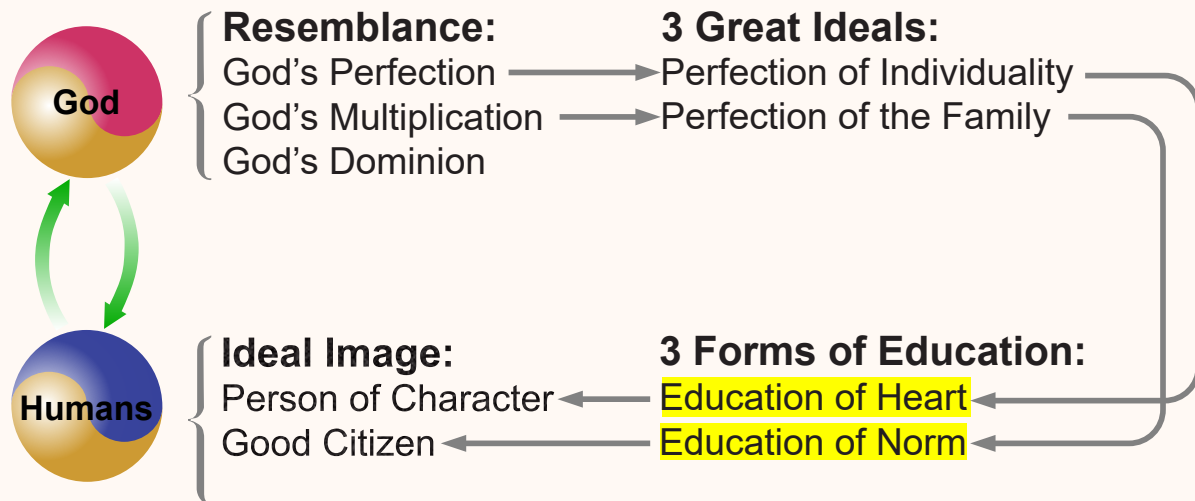 God
Resemblance:
God’s Perfection
God’s Multiplication
God’s Dominion
3 Great Ideals:
Perfection of Individuality
Perfection of the Family
Humans
Ideal Image:
Person of Character
Good Citizen
3 Forms of Education:
Education of Heart
Education of Norm